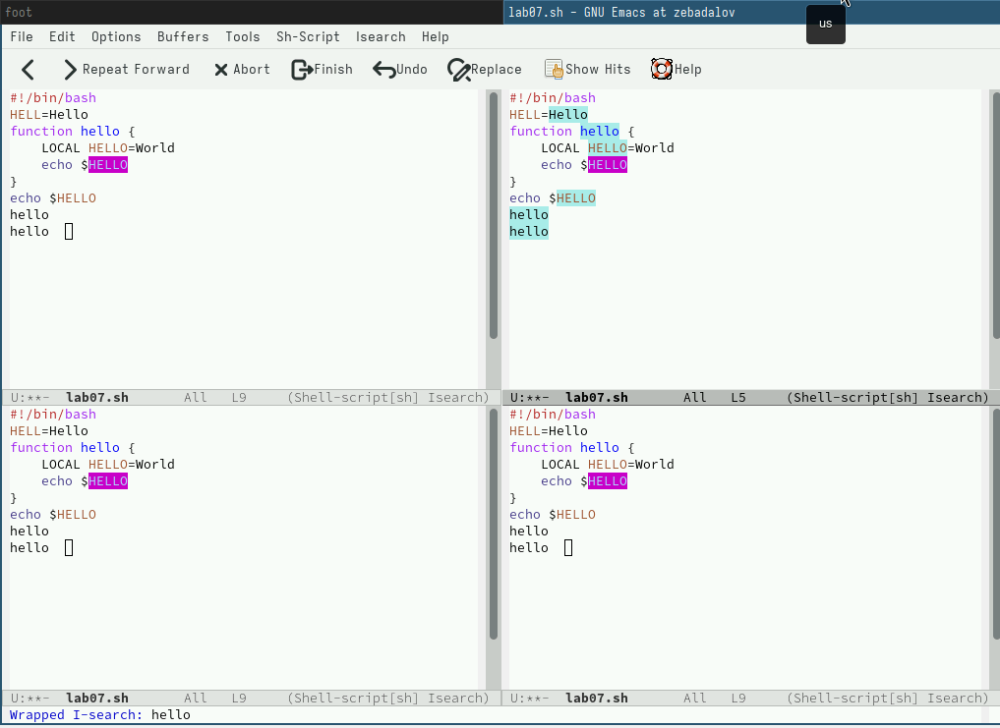 foot
lab07.sh - GNU Emacs at zebadalov
us
File Edit Options Buffers Tools Sh-Script Isearch Help
Repeat Forward Abort Finish Undo Replace Show Hits Help
#!/bin/bash
HELL=Hello
function hello {
    LOCAL HELLO=World
    echo $HELLO
}
echo $HELLO
hello
hello
U:**-  lab07.sh       All   L9     (Shell-script[sh] Isearch)
#!/bin/bash
HELL=Hello
function hello {
    LOCAL HELLO=World
    echo $HELLO
}
echo $HELLO
hello
hello
U:**-  lab07.sh       All   L5     (Shell-script[sh] Isearch)
#!/bin/bash
HELL=Hello
function hello {
    LOCAL HELLO=World
    echo $HELLO
}
echo $HELLO
hello
hello
U:**-  lab07.sh       All   L9     (Shell-script[sh] Isearch)
#!/bin/bash
HELL=Hello
function hello {
    LOCAL HELLO=World
    echo $HELLO
}
echo $HELLO
hello
hello
U:**-  lab07.sh       All   L9     (Shell-script[sh] Isearch)
Wrapped I-search: hello